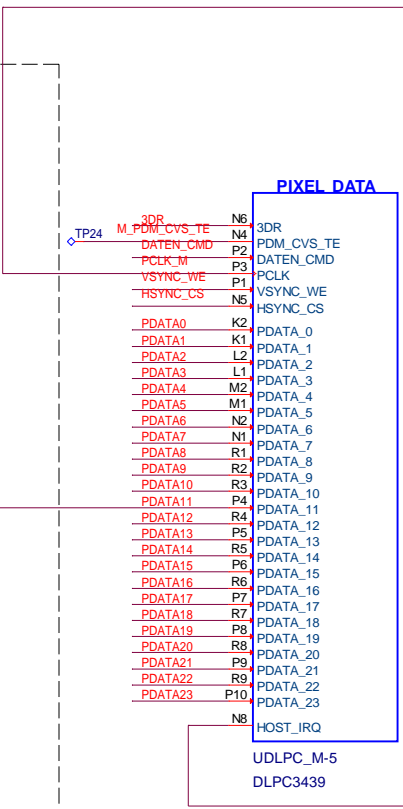 PIXEL DATA
3DR N6 3DR
TP24 M_PDM_CVS_TE N4 PDM_CVS_TE
DATEN_CMD P2 DATEN_CMD
PCLK_M P3 PCLK
VSYNC_WE P1 VSYNC_WE
HSYNC_CS N5 HSYNC_CS
PDATA0 K2 PDATA_0
PDATA1 K1 PDATA_1
PDATA2 L2 PDATA_2
PDATA3 L1 PDATA_3
PDATA4 M2 PDATA_4
PDATA5 M1 PDATA_5
PDATA6 N2 PDATA_6
PDATA7 N1 PDATA_7
PDATA8 R1 PDATA_8
PDATA9 R2 PDATA_9
PDATA10 R3 PDATA_10
PDATA11 P4 PDATA_11
PDATA12 R4 PDATA_12
PDATA13 P5 PDATA_13
PDATA14 R5 PDATA_14
PDATA15 P6 PDATA_15
PDATA16 R6 PDATA_16
PDATA17 P7 PDATA_17
PDATA18 R7 PDATA_18
PDATA19 P8 PDATA_19
PDATA20 R8 PDATA_20
PDATA21 P9 PDATA_21
PDATA22 R9 PDATA_22
PDATA23 P10 PDATA_23
N8 HOST_IRQ
UDLPC_M-5
DLPC3439